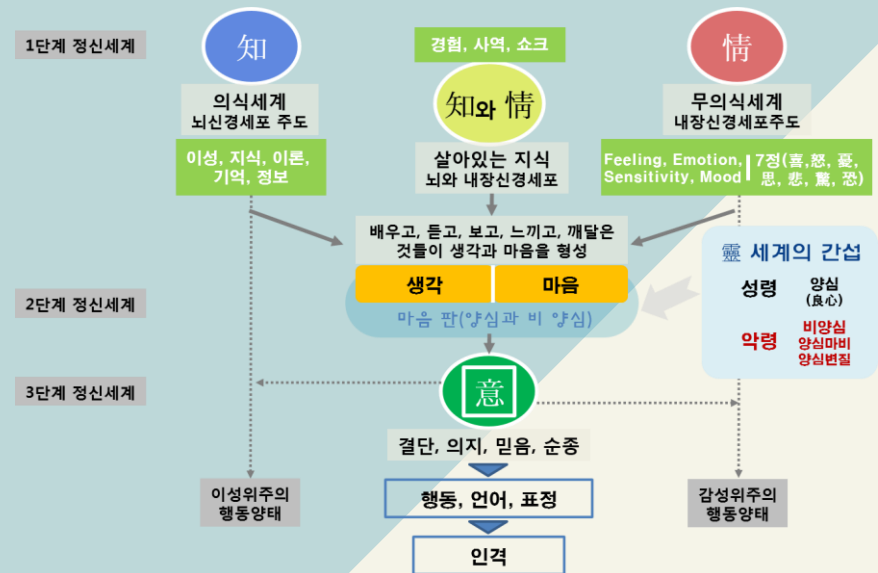 1단계 정신세계
知
의식세계
뇌신경세포 주도
이성, 지식, 이론,
기억, 정보
경험, 사역, 쇼크
知와 情
살아있는 지식
뇌와 내장신경세포
情
무의식세계
내장신경세포주도
Feeling, Emotion,
Sensitivity, Mood
7정(喜,怒, 憂,
思, 悲, 驚, 恐)
배우고, 듣고, 보고, 느끼고, 깨달은
것들이 생각과 마음을 형성
2단계 정신세계
생각
마음
마음 판(양심과 비 양심)
靈 세계의 간섭
성령
양심
(良心)
악령
비양심
양심마비
양심변질
3단계 정신세계
意
결단, 의지, 믿음, 순종
이성위주의
행동양태
행동, 언어, 표정
감성위주의
행동양태
인격